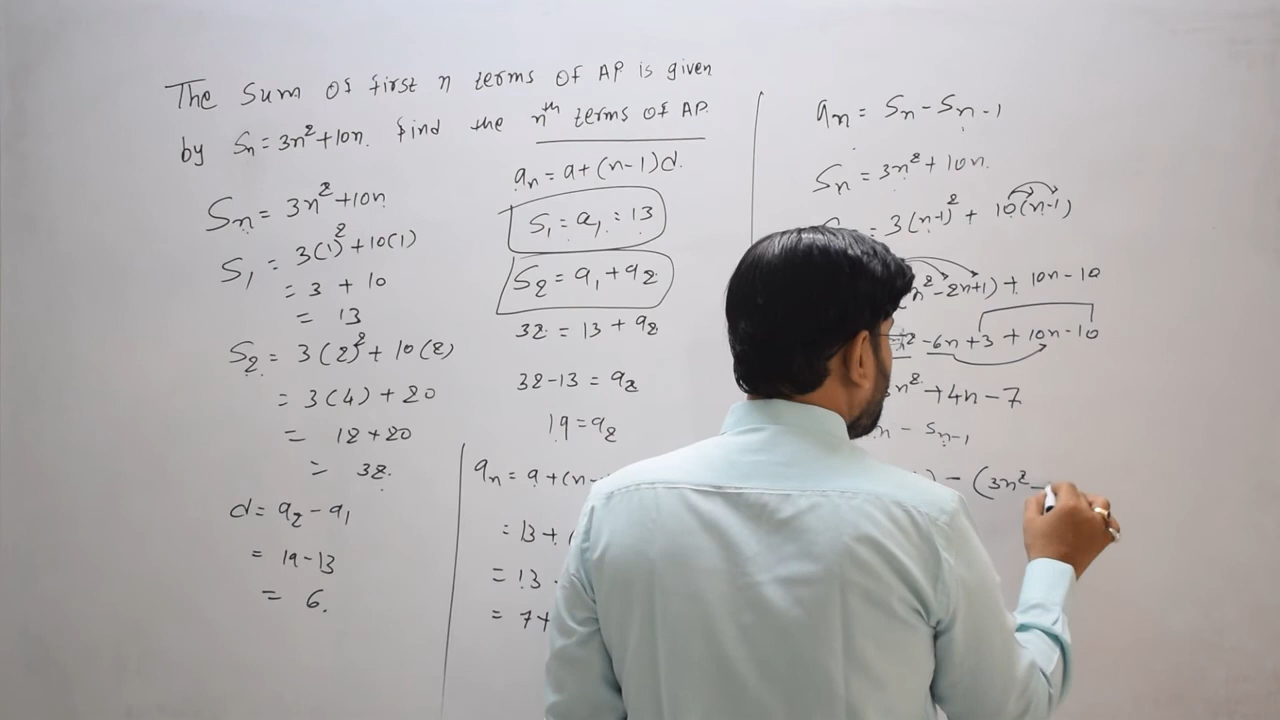 The Sum of first n terms of AP is given
by Sn = 3n²+10n. find the nth terms of AP.
Sn = 3n²+10n
S1 = 3(1)²+10(1)
= 3 + 10
= 13
S2 = 3(2)²+10(2)
= 3(4)+20
= 12+20
= 32.
d = a2 - a1
= 19-13
= 6.
an = a+(n-1)d.
S1 = a1 = 13
S2 = a1+a2
32 = 13 + a2
32-13 = a2
19 = a2
an = a+(n-
= 13+(
= 13
= 7+
an = Sn - Sn-1
Sn = 3n²+10n.
= 3(n-1)² + 10(n-1)
n²-2n+1) + 10n-10
-6n+3+10n-10
n²+4n-7
- Sn-1
) - (3n²-